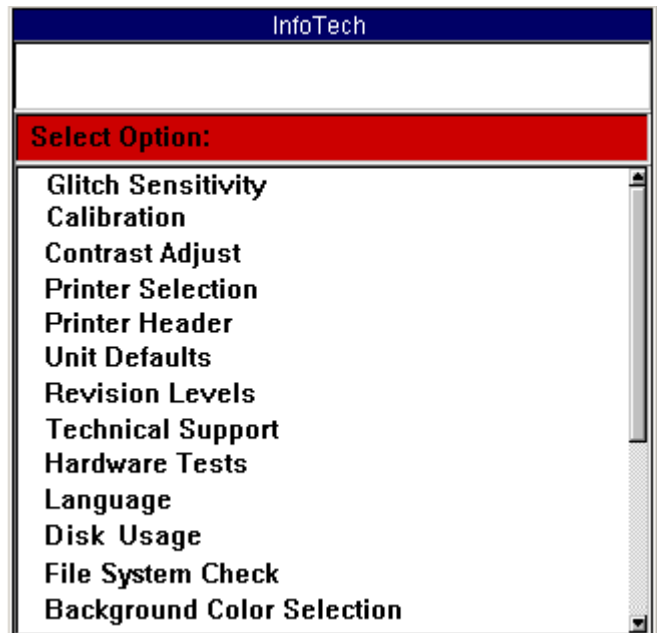 InfoTech
Select Option:
Glitch Sensitivity
Calibration
Contrast Adjust
Printer Selection
Printer Header
Unit Defaults
Revision Levels
Technical Support
Hardware Tests
Language
Disk Usage
File System Check
Background Color Selection